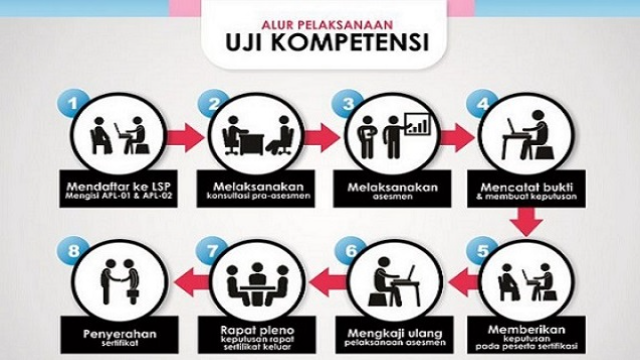 ALUR PELAKSANAAN
UJI KOMPETENSI
1
Mendaftar ke LSP
Mengisi APL-01 & APL-02
2
Melaksanakan
konsultasi pra-asesmen
3
Melaksanakan
asesmen
4
Mencatat bukti
& membuat keputusan
5
Memberikan
keputusan
pada peserta sertifikasi
6
Mengkaji ulang
pelaksanaan asesmen
7
Rapat pleno
keputusan rapat
sertifikat keluar
8
Penyerahan
sertifikat